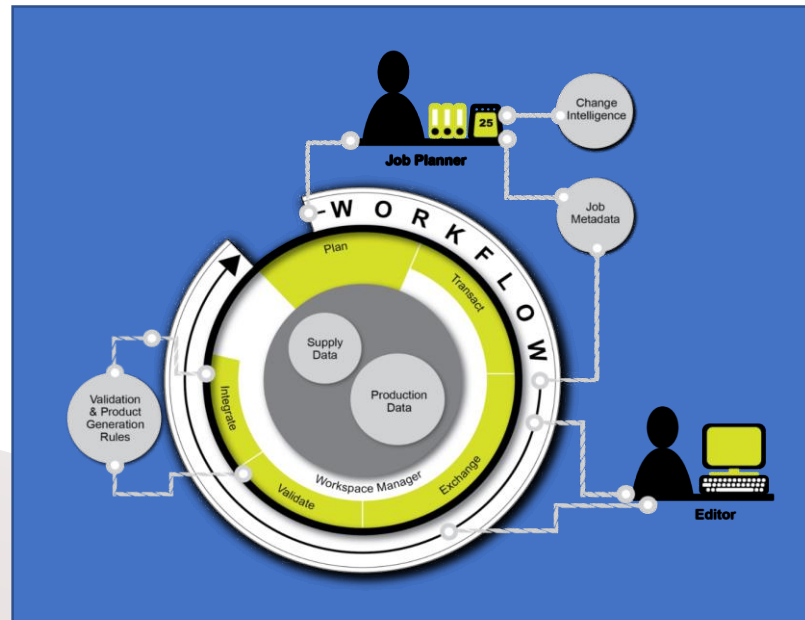 Change
Intelligence
25
Job Planner
Job
Metadata
-WORKFLOW
Plan
Transact
Supply
Data
Production
Data
Integrate
Validation
& Product
Generation
Rules
Workspace Manager
Exchange
Validate
Editor